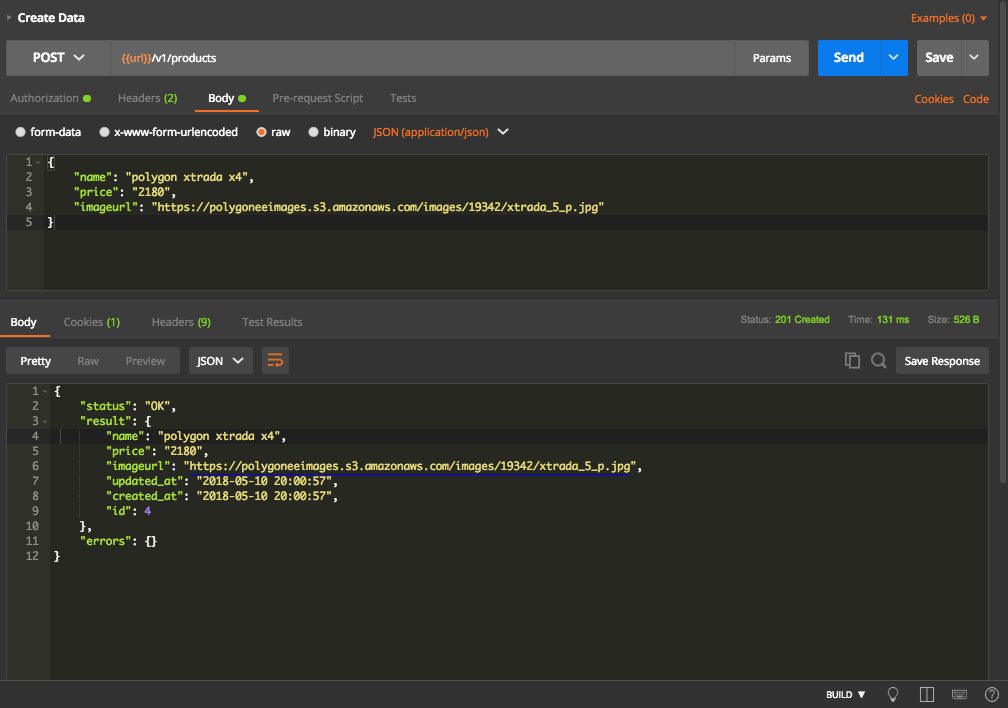 Create Data
Examples (0)
POST {{url}}/v1/products Params Send Save
Authorization Headers (2) Body Pre-request Script Tests Cookies Code
form-data x-www-form-urlencoded raw binary JSON (application/json)
1 {
2 "name": "polygon xtrada x4",
3 "price": "2180",
4 "imageurl": "https://polygoneeimages.s3.amazonaws.com/images/19342/xtrada_5_p.jpg"
5 }
Body Cookies (1) Headers (9) Test Results Status: 201 Created Time: 131 ms Size: 526 B
Pretty Raw Preview JSON Save Response
1 {
2 "status": "OK",
3 "result": {
4 "name": "polygon xtrada x4",
5 "price": "2180",
6 "imageurl": "https://polygoneeimages.s3.amazonaws.com/images/19342/xtrada_5_p.jpg",
7 "updated_at": "2018-05-10 20:00:57",
8 "created_at": "2018-05-10 20:00:57",
9 "id": 4
10 },
11 "errors": {}
12 }
BUILD